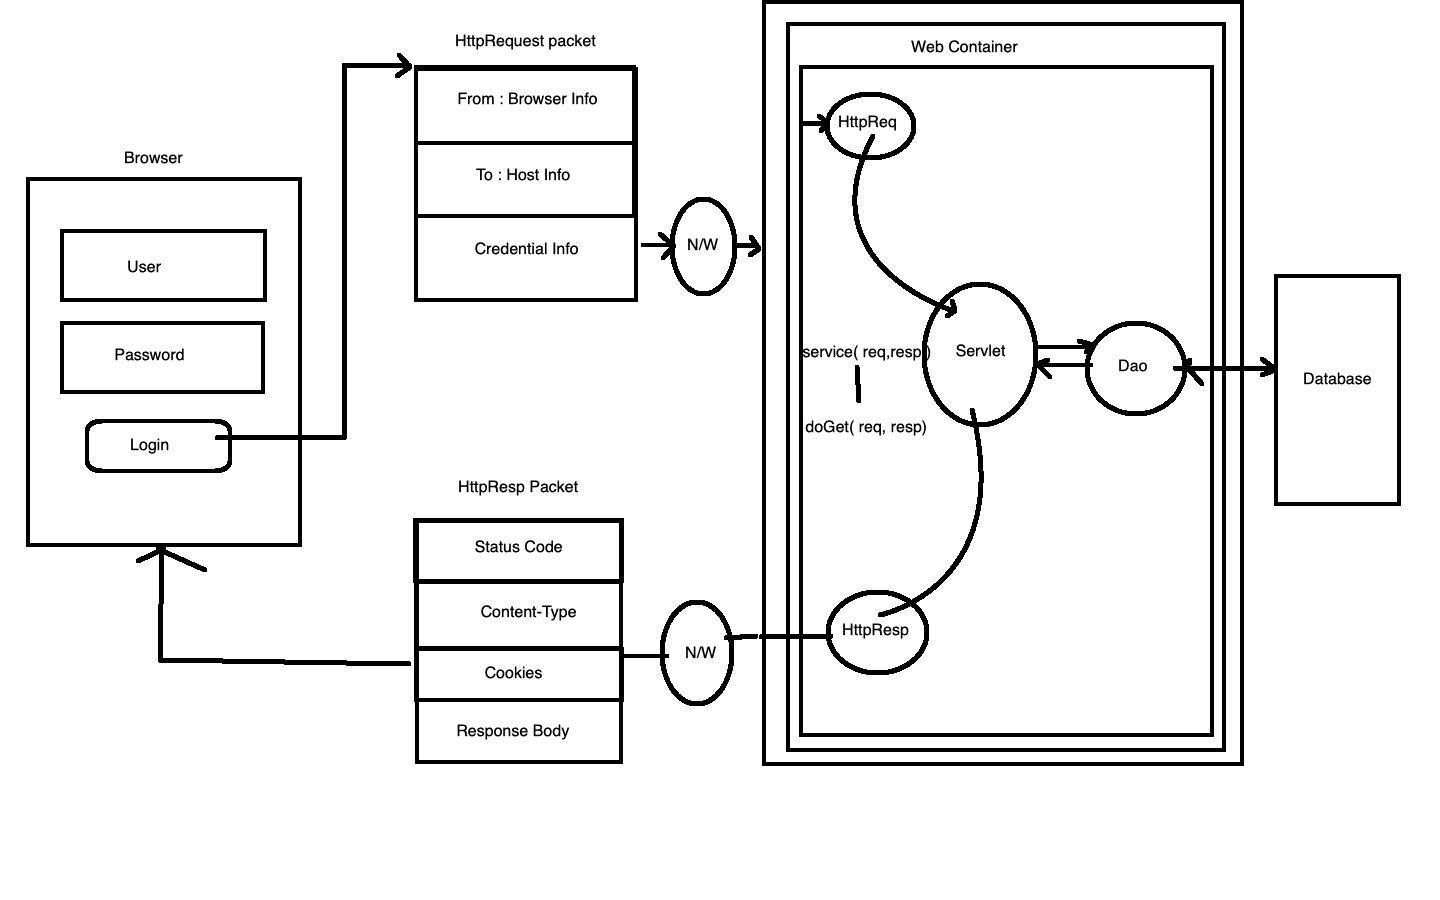 HttpRequest packet
From : Browser Info
To : Host Info
Credential Info
Browser
User
Password
Login
N/W
Web Container
HttpReq
service( req,resp )
doGet( req, resp)
Servlet
Dao
Database
HttpResp Packet
Status Code
Content-Type
Cookies
Response Body
N/W
HttpResp